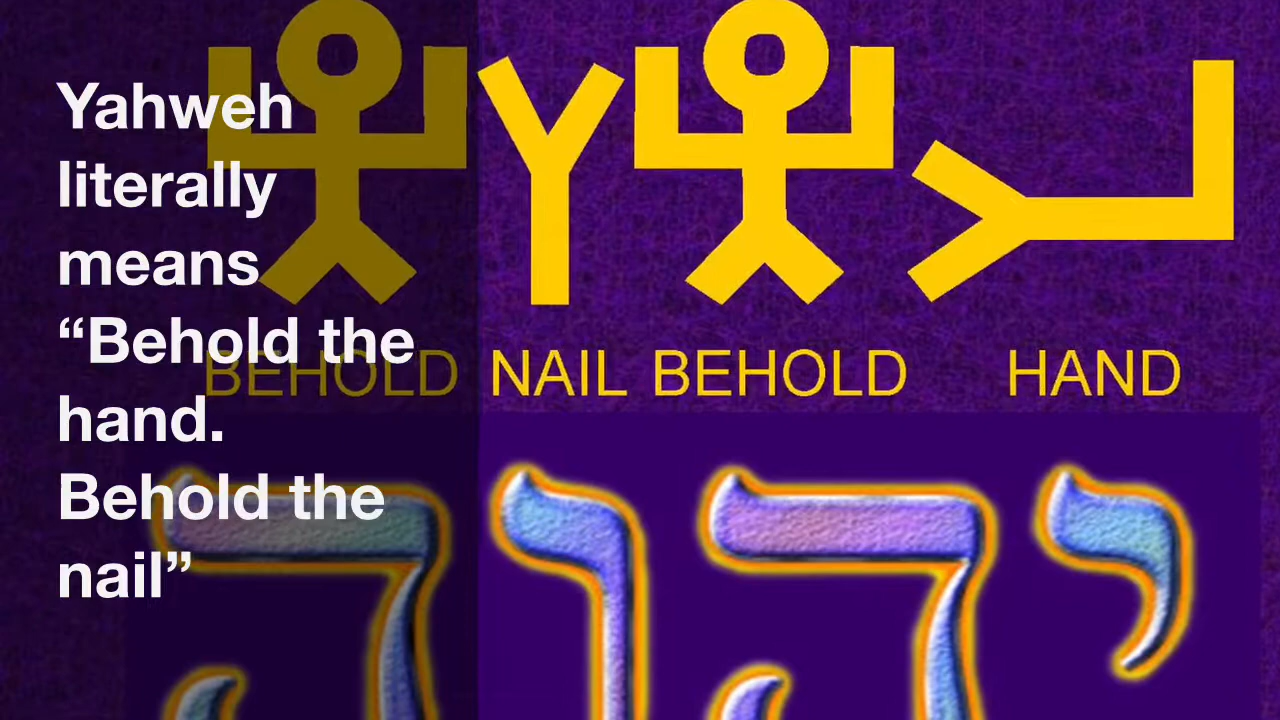 Yahweh
literally
means
“Behold the
hand.
Behold the
nail”
BEHOLD NAIL BEHOLD HAND
יהוה